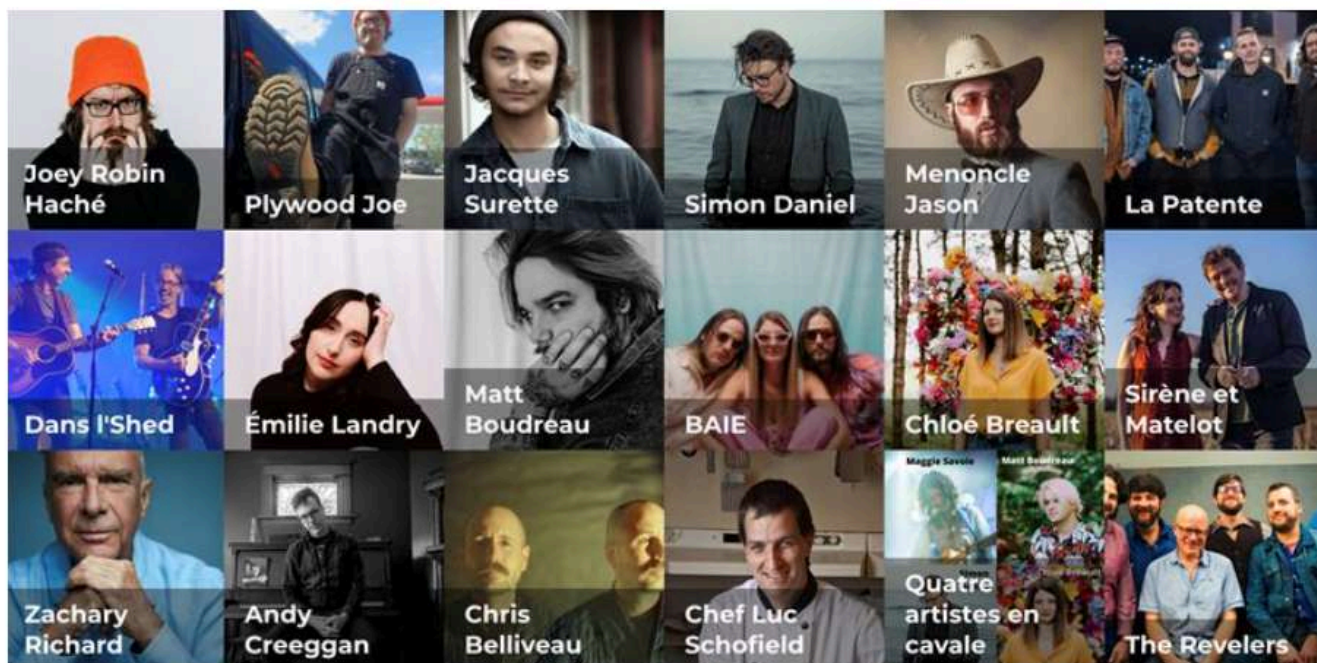 Joey Robin
Haché
Plywood Joe
Jacques
Surette
Simon Daniel
Menoncle
Jason
La Patente
Dans l'Shed
Émilie Landry
Matt
Boudreau
BAIE
Chloé Breault
Sirène et
Matelot
Zachary
Richard
Andy
Creeggan
Chris
Belliveau
Chef Luc
Schofield
Maggie Savoie
Matt Boudreau
Simon
Quatre
artistes en
cavale
The Revelers